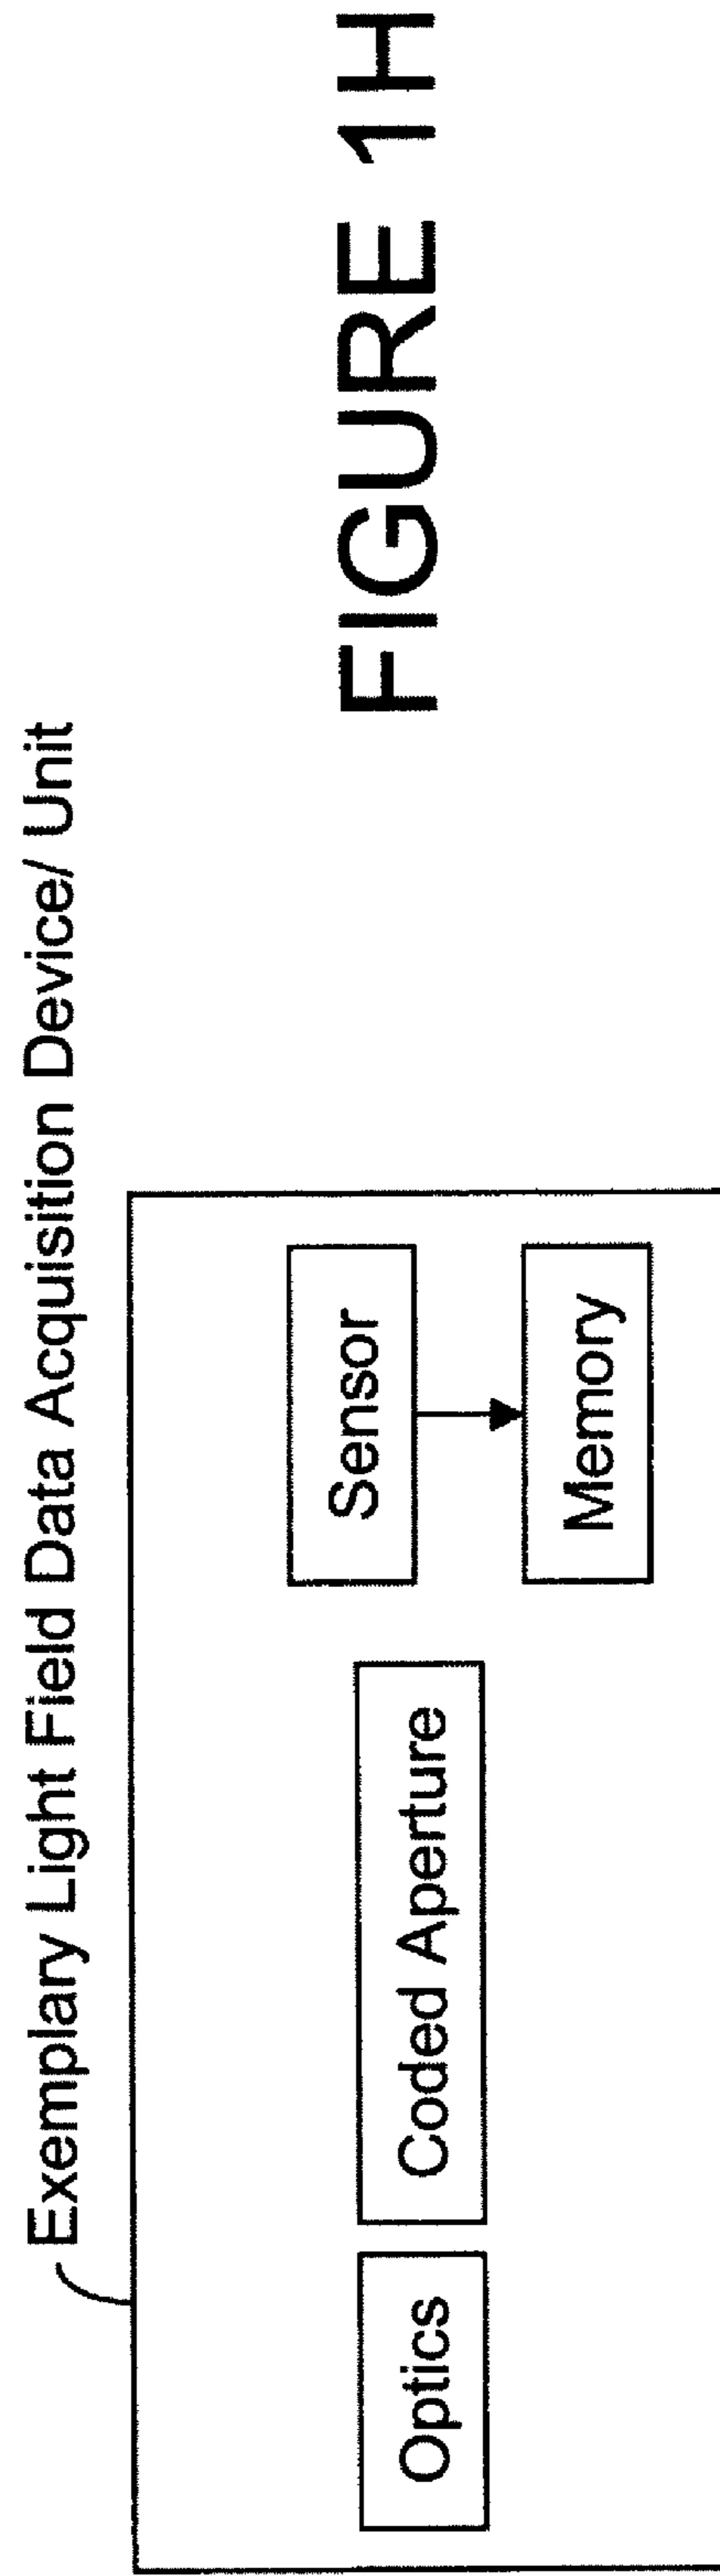 Exemplary Light Field Data Acquisition Device/ Unit
Optics
Coded Aperture
Sensor
Memory
FIGURE 1H